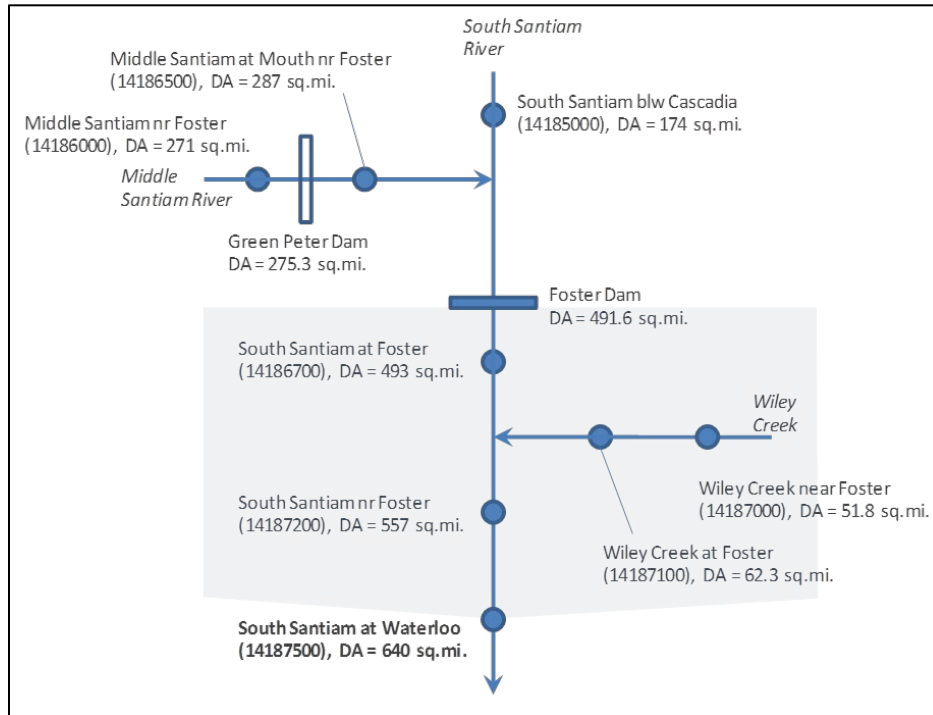 South Santiam
River
Middle Santiam at Mouth nr Foster
(14186500), DA = 287 sq.mi.
South Santiam blw Cascadia
(14185000), DA = 174 sq.mi.
Middle Santiam nr Foster
(14186000), DA = 271 sq.mi.
Middle
Santiam River
Green Peter Dam
DA = 275.3 sq.mi.
Foster Dam
DA = 491.6 sq.mi.
South Santiam at Foster
(14186700), DA = 493 sq.mi.
Wiley
Creek
South Santiam nr Foster
(14187200), DA = 557 sq.mi.
Wiley Creek near Foster
(14187000), DA = 51.8 sq.mi.
Wiley Creek at Foster
(14187100), DA = 62.3 sq.mi.
South Santiam at Waterloo
(14187500), DA = 640 sq.mi.